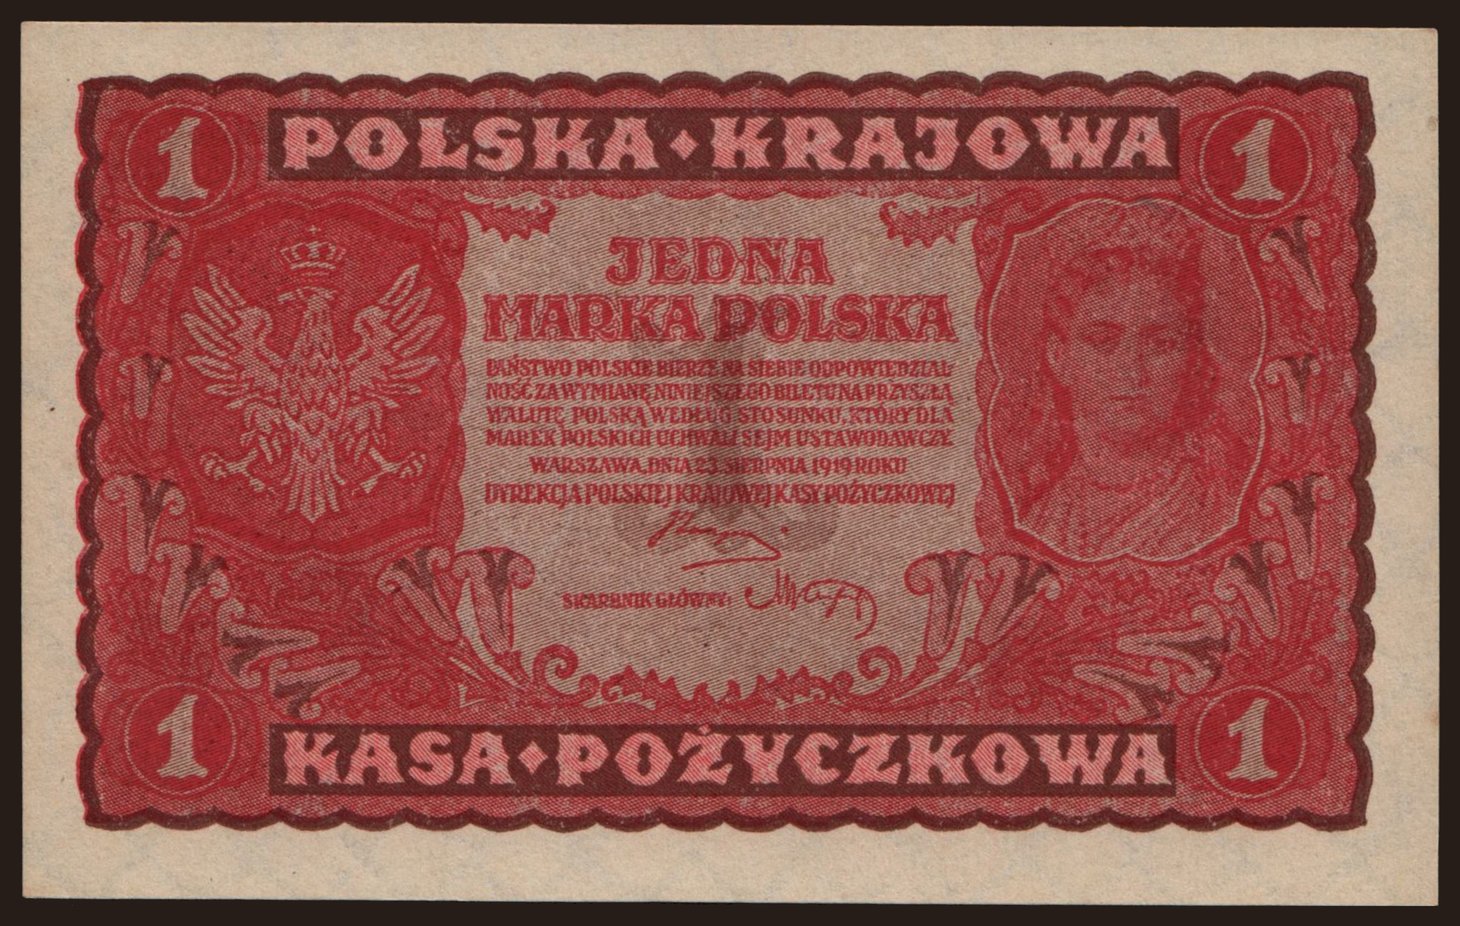 1 POLSKA • KRAJOWA 1
JEDNA
MARKA POLSKA
PAŃSTWO POLSKIE BIERZE NA SIEBIE ODPOWIEDZIAL-
NOŚĆ ZA WYMIANĘ NINIEJSZEGO BILETU NA PRZYSZŁĄ
WALUTĘ POLSKĄ WEDŁUG STOSUNKU, KTÓRY DLA
MAREK POLSKICH UCHWALI SEJM USTAWODAWCZY.
WARSZAWA, DNIA 23. SIERPNIA 1919 ROKU
DYREKCJA POLSKIEJ KRAJOWEJ KASY POŻYCZKOWEJ
SKARBNIK GŁÓWNY:
1 KASA • POŻYCZKOWA 1